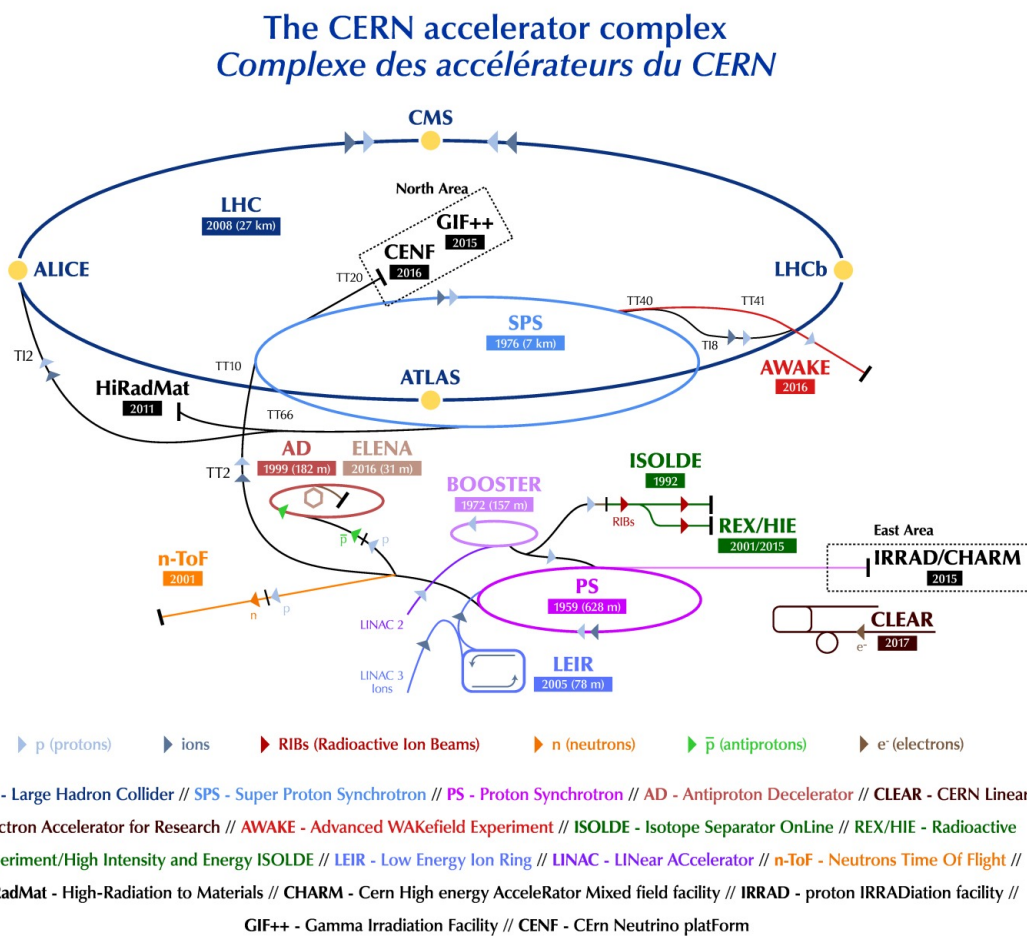 The CERN accelerator complex
Complexe des accélérateurs du CERN
CMS
North Area
LHC
2008 (27 km)
GIF++
2015
CENF
2016
ALICE
TT20
LHCb
TT40
TT41
SPS
1976 (7 km)
TI8
TI2
TT10
AWAKE
2016
ATLAS
HiRadMat
2011
TT66
AD
1999 (182 m)
ELENA
2016 (31 m)
TT2
ISOLDE
1992
BOOSTER
1972 (157 m)
RIBs
REX/HIE
2001/2015
p̅
p
East Area
n-ToF
2001
IRRAD/CHARM
2015
PS
1959 (628 m)
n
p
LINAC 2
CLEAR
2017
e-
LINAC 3
Ions
LEIR
2005 (78 m)
p (protons) ions RIBs (Radioactive Ion Beams) n (neutrons) p̅ (antiprotons) e- (electrons)
- Large Hadron Collider // SPS - Super Proton Synchrotron // PS - Proton Synchrotron // AD - Antiproton Decelerator // CLEAR - CERN Linear
ctron Accelerator for Research // AWAKE - Advanced WAKefield Experiment // ISOLDE - Isotope Separator OnLine // REX/HIE - Radioactive
eriment/High Intensity and Energy ISOLDE // LEIR - Low Energy Ion Ring // LINAC - LINear ACcelerator // n-ToF - Neutrons Time Of Flight //
RadMat - High-Radiation to Materials // CHARM - Cern High energy AcceleRator Mixed field facility // IRRAD - proton IRRADiation facility //
GIF++ - Gamma Irradiation Facility // CENF - CErn Neutrino platForm